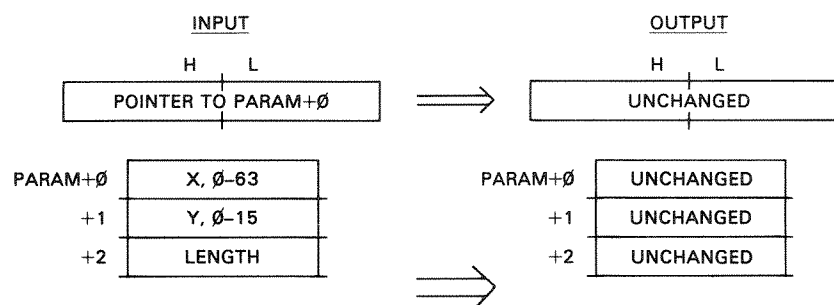 INPUT OUTPUT
H L H L
POINTER TO PARAM+Ø UNCHANGED
PARAM+Ø X, Ø–63 PARAM+Ø UNCHANGED
+1 Y, Ø–15 +1 UNCHANGED
+2 LENGTH +2 UNCHANGED